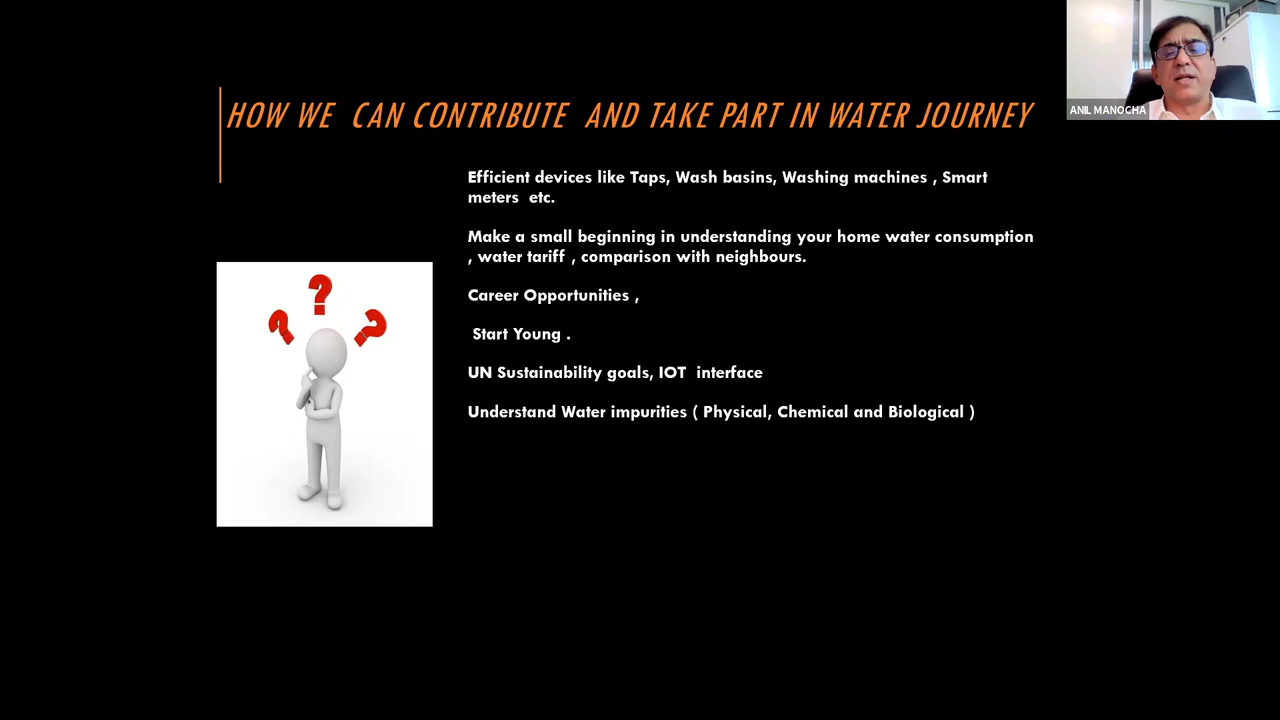 HOW WE CAN CONTRIBUTE AND TAKE PART IN WATER JOURNEY
ANIL MANOCHA
Efficient devices like Taps, Wash basins, Washing machines , Smart
meters etc.
Make a small beginning in understanding your home water consumption
, water tariff , comparison with neighbours.
Career Opportunities ,
Start Young .
UN Sustainability goals, IOT interface
Understand Water impurities ( Physical, Chemical and Biological )
? ? ?